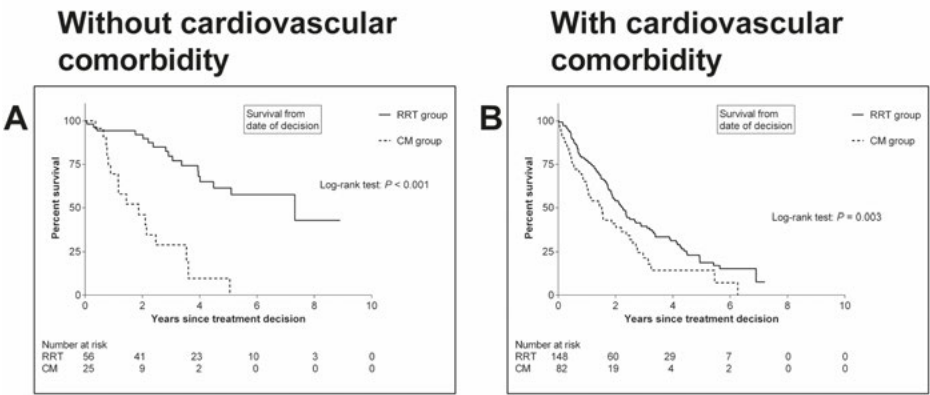 Without cardiovascular
comorbidity
A
Survival from
date of decision
RRT group
CM group
Log-rank test: P < 0.001
Percent survival
100
75
50
25
0
0 2 4 6 8 10
Years since treatment decision
Number at risk
RRT 56 41 23 10 3 0
CM 25 9 2 0 0 0
With cardiovascular
comorbidity
B
Survival from
date of decision
RRT group
CM group
Log-rank test: P = 0.003
Percent survival
100
75
50
25
0
0 2 4 6 8 10
Years since treatment decision
Number at risk
RRT 148 60 29 7 0 0
CM 82 19 4 2 0 0